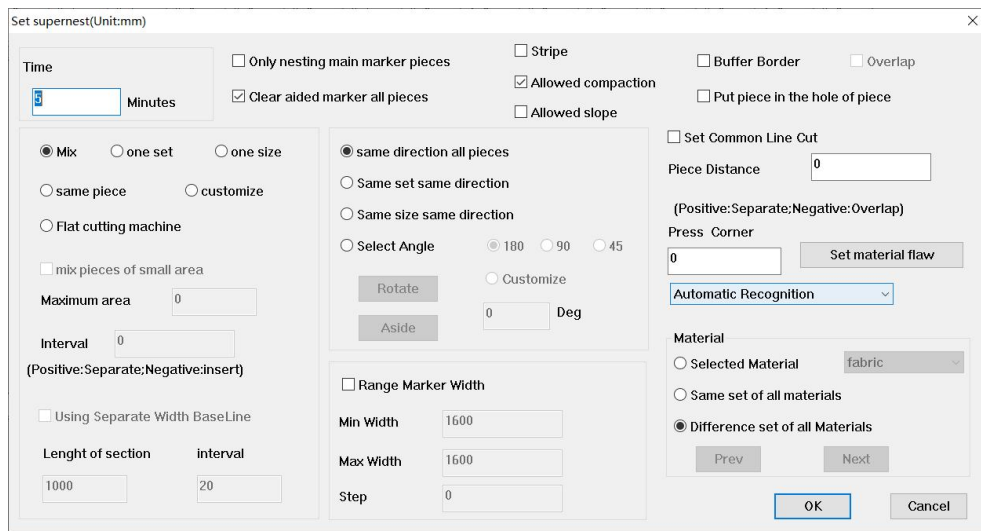 Set supernest(Unit:mm)
Time
5 Minutes
Only nesting main marker pieces
Clear aided marker all pieces
Stripe
Allowed compaction
Allowed slope
Buffer Border Overlap
Put piece in the hole of piece
Mix one set one size
same piece customize
Flat cutting machine
mix pieces of small area
Maximum area 0
Interval 0
(Positive:Separate;Negative:insert)
Using Separate Width BaseLine
Lenght of section interval
1000 20
same direction all pieces
Same set same direction
Same size same direction
Select Angle 180 90 45
Rotate Customize
Aside 0 Deg
Range Marker Width
Min Width 1600
Max Width 1600
Step 0
Set Common Line Cut
Piece Distance 0
(Positive:Separate;Negative:Overlap)
Press Corner
0 Set material flaw
Automatic Recognition
Material
Selected Material fabric
Same set of all materials
Difference set of all Materials
Prev Next
OK Cancel